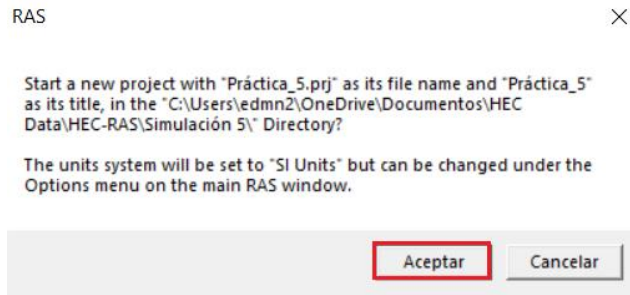 RAS
Start a new project with "Práctica_5.prj" as its file name and "Práctica_5"
as its title, in the "C:\Users\edmn2\OneDrive\Documentos\HEC
Data\HEC-RAS\Simulación 5\" Directory?
The units system will be set to "SI Units" but can be changed under the
Options menu on the main RAS window.
Aceptar
Cancelar